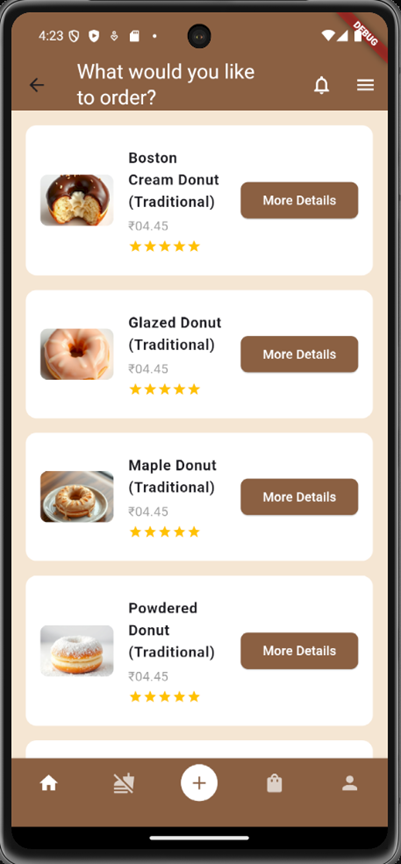 4:23
DEBUG
What would you like
to order?
Boston
Cream Donut
(Traditional)
₹04.45
More Details
Glazed Donut
(Traditional)
₹04.45
More Details
Maple Donut
(Traditional)
₹04.45
More Details
Powdered
Donut
(Traditional)
₹04.45
More Details